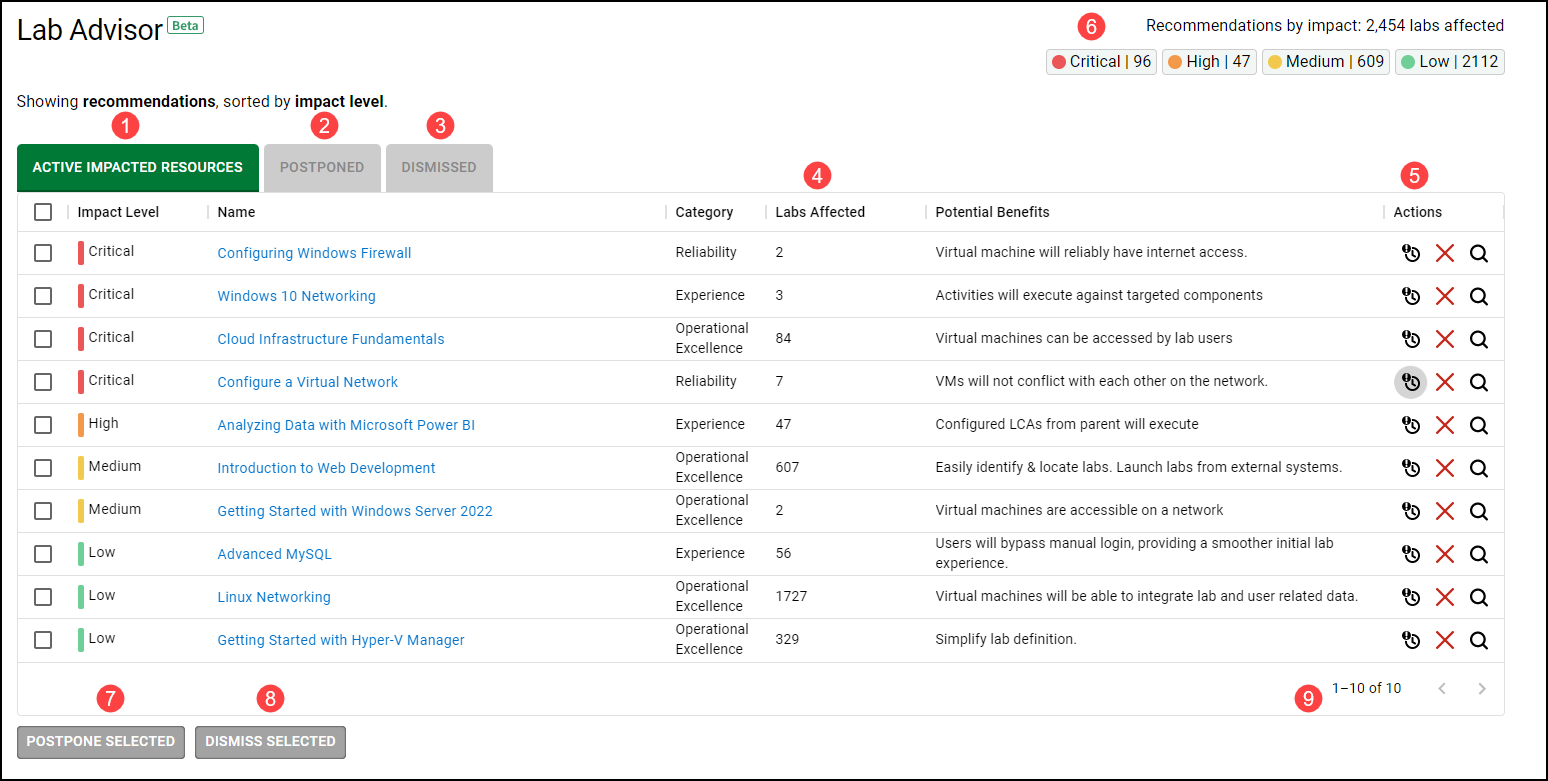 Lab Advisor Beta
6 Recommendations by impact: 2,454 labs affected
Critical | 96 High | 47 Medium | 609 Low | 2112
Showing recommendations, sorted by impact level.
1 2 3
ACTIVE IMPACTED RESOURCES POSTPONED DISMISSED
4 5
Impact Level Name Category Labs Affected Potential Benefits Actions
Critical Configuring Windows Firewall Reliability 2 Virtual machine will reliably have internet access.
Critical Windows 10 Networking Experience 3 Activities will execute against targeted components
Critical Cloud Infrastructure Fundamentals Operational Excellence 84 Virtual machines can be accessed by lab users
Critical Configure a Virtual Network Reliability 7 VMs will not conflict with each other on the network.
High Analyzing Data with Microsoft Power BI Experience 47 Configured LCAs from parent will execute
Medium Introduction to Web Development Operational Excellence 607 Easily identify & locate labs. Launch labs from external systems.
Medium Getting Started with Windows Server 2022 Operational Excellence 2 Virtual machines are accessible on a network
Low Advanced MySQL Experience 56 Users will bypass manual login, providing a smoother initial lab experience.
Low Linux Networking Operational Excellence 1727 Virtual machines will be able to integrate lab and user related data.
Low Getting Started with Hyper-V Manager Operational Excellence 329 Simplify lab definition.
7 8 9 1–10 of 10
POSTPONE SELECTED DISMISS SELECTED